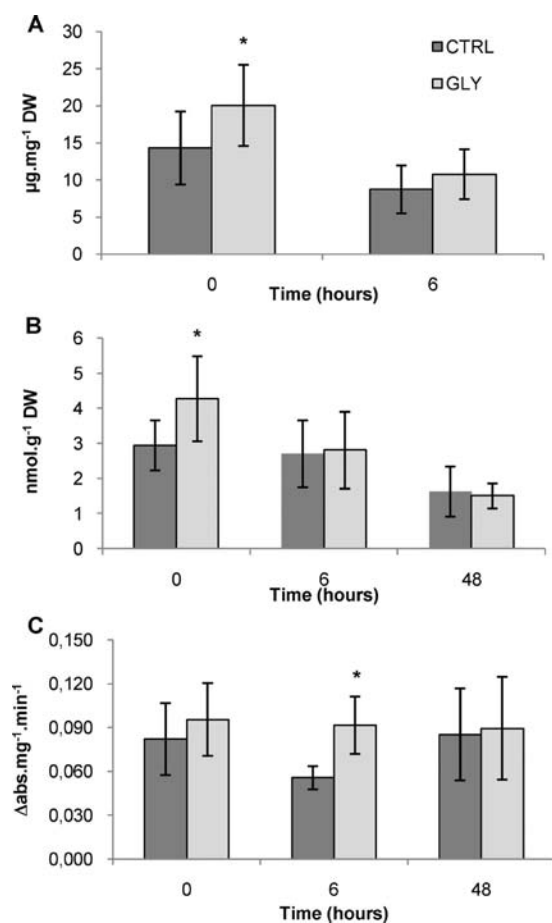 A
*
CTRL
GLY
30
25
20
15
10
5
0
µg.mg⁻¹ DW
0
6
Time (hours)
B
*
6
5
4
3
2
1
0
nmol.g⁻¹ DW
0
6
48
Time (hours)
C
*
0,150
0,120
0,090
0,060
0,030
0,000
Δabs.mg⁻¹.min⁻¹
0
6
48
Time (hours)